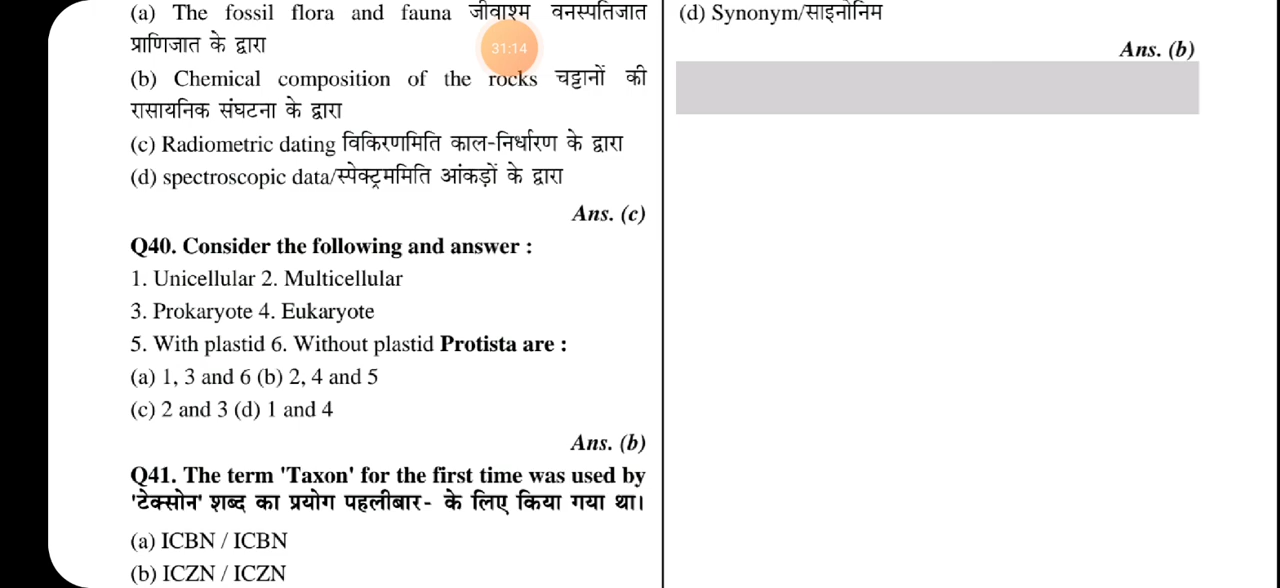 (a) The fossil flora and fauna जीवाश्म वनस्पतिजात
प्राणिजात के द्वारा
31:14
(b) Chemical composition of the rocks चट्टानों की
रासायनिक संघटना के द्वारा
(c) Radiometric dating विकिरणमिति काल-निर्धारण के द्वारा
(d) spectroscopic data/स्पेक्ट्रममिति आंकड़ों के द्वारा
Ans. (c)
Q40. Consider the following and answer :
1. Unicellular 2. Multicellular
3. Prokaryote 4. Eukaryote
5. With plastid 6. Without plastid Protista are :
(a) 1, 3 and 6 (b) 2, 4 and 5
(c) 2 and 3 (d) 1 and 4
Ans. (b)
Q41. The term 'Taxon' for the first time was used by
'टेक्सोन' शब्द का प्रयोग पहलीबार- के लिए किया गया था।
(a) ICBN / ICBN
(b) ICZN / ICZN
(d) Synonym/साइनोनिम
Ans. (b)